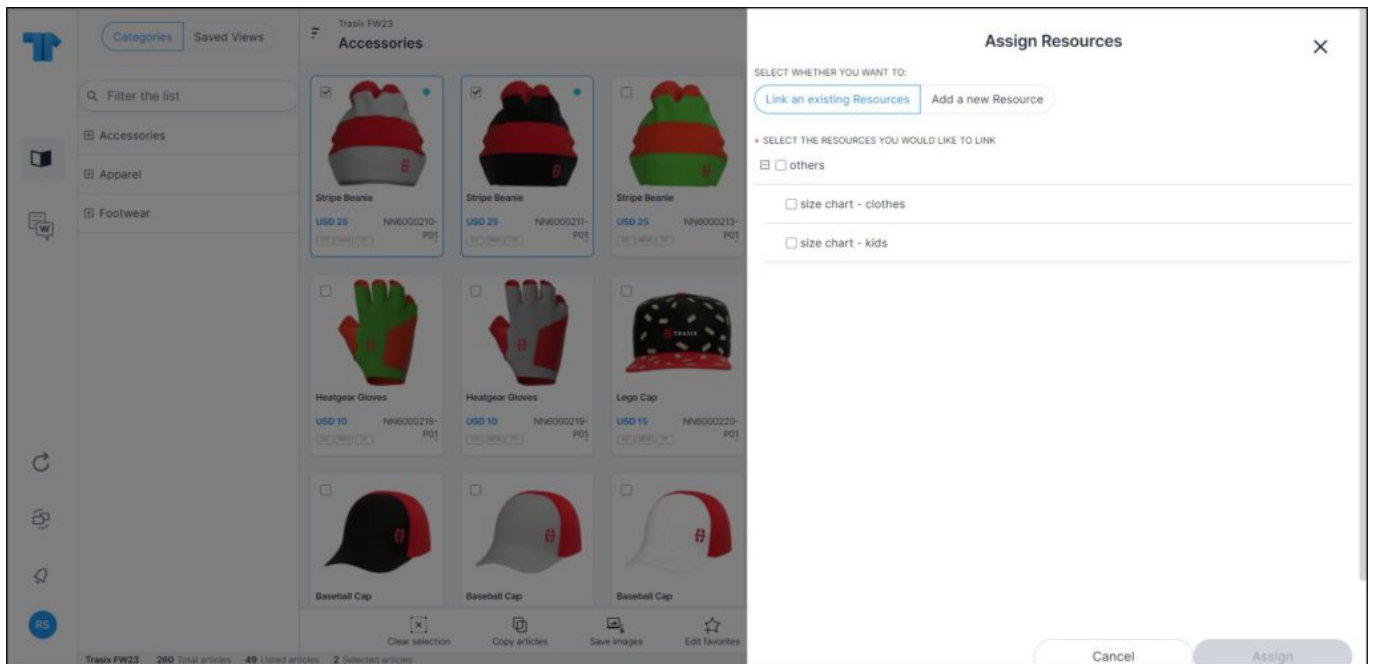 Categories
Saved Views
Filter the list
Accessories
Apparel
Footwear
Trasix FW23
Accessories
Stripe Beanie
USD 25 NN6000210-
P01
Stripe Beanie
USD 25 NN6000211-
P01
Stripe Beanie
USD 25 NN6000213-
P01
Heatgear Gloves
USD 10 NN6000218-
P01
Heatgear Gloves
USD 10 NN6000219-
P01
TRASIX
Lego Cap
USD 15 NN6000220-
P01
Baseball Cap
Baseball Cap
Baseball Cap
Clear selection
Copy articles
Save images
Edit favorites
W
RS
Trasix FW23 260 Total articles 49 Listed articles 2 Selected articles
Assign Resources
SELECT WHETHER YOU WANT TO:
Link an existing Resources
Add a new Resource
* SELECT THE RESOURCES YOU WOULD LIKE TO LINK
others
size chart - clothes
size chart - kids
Cancel
Assign